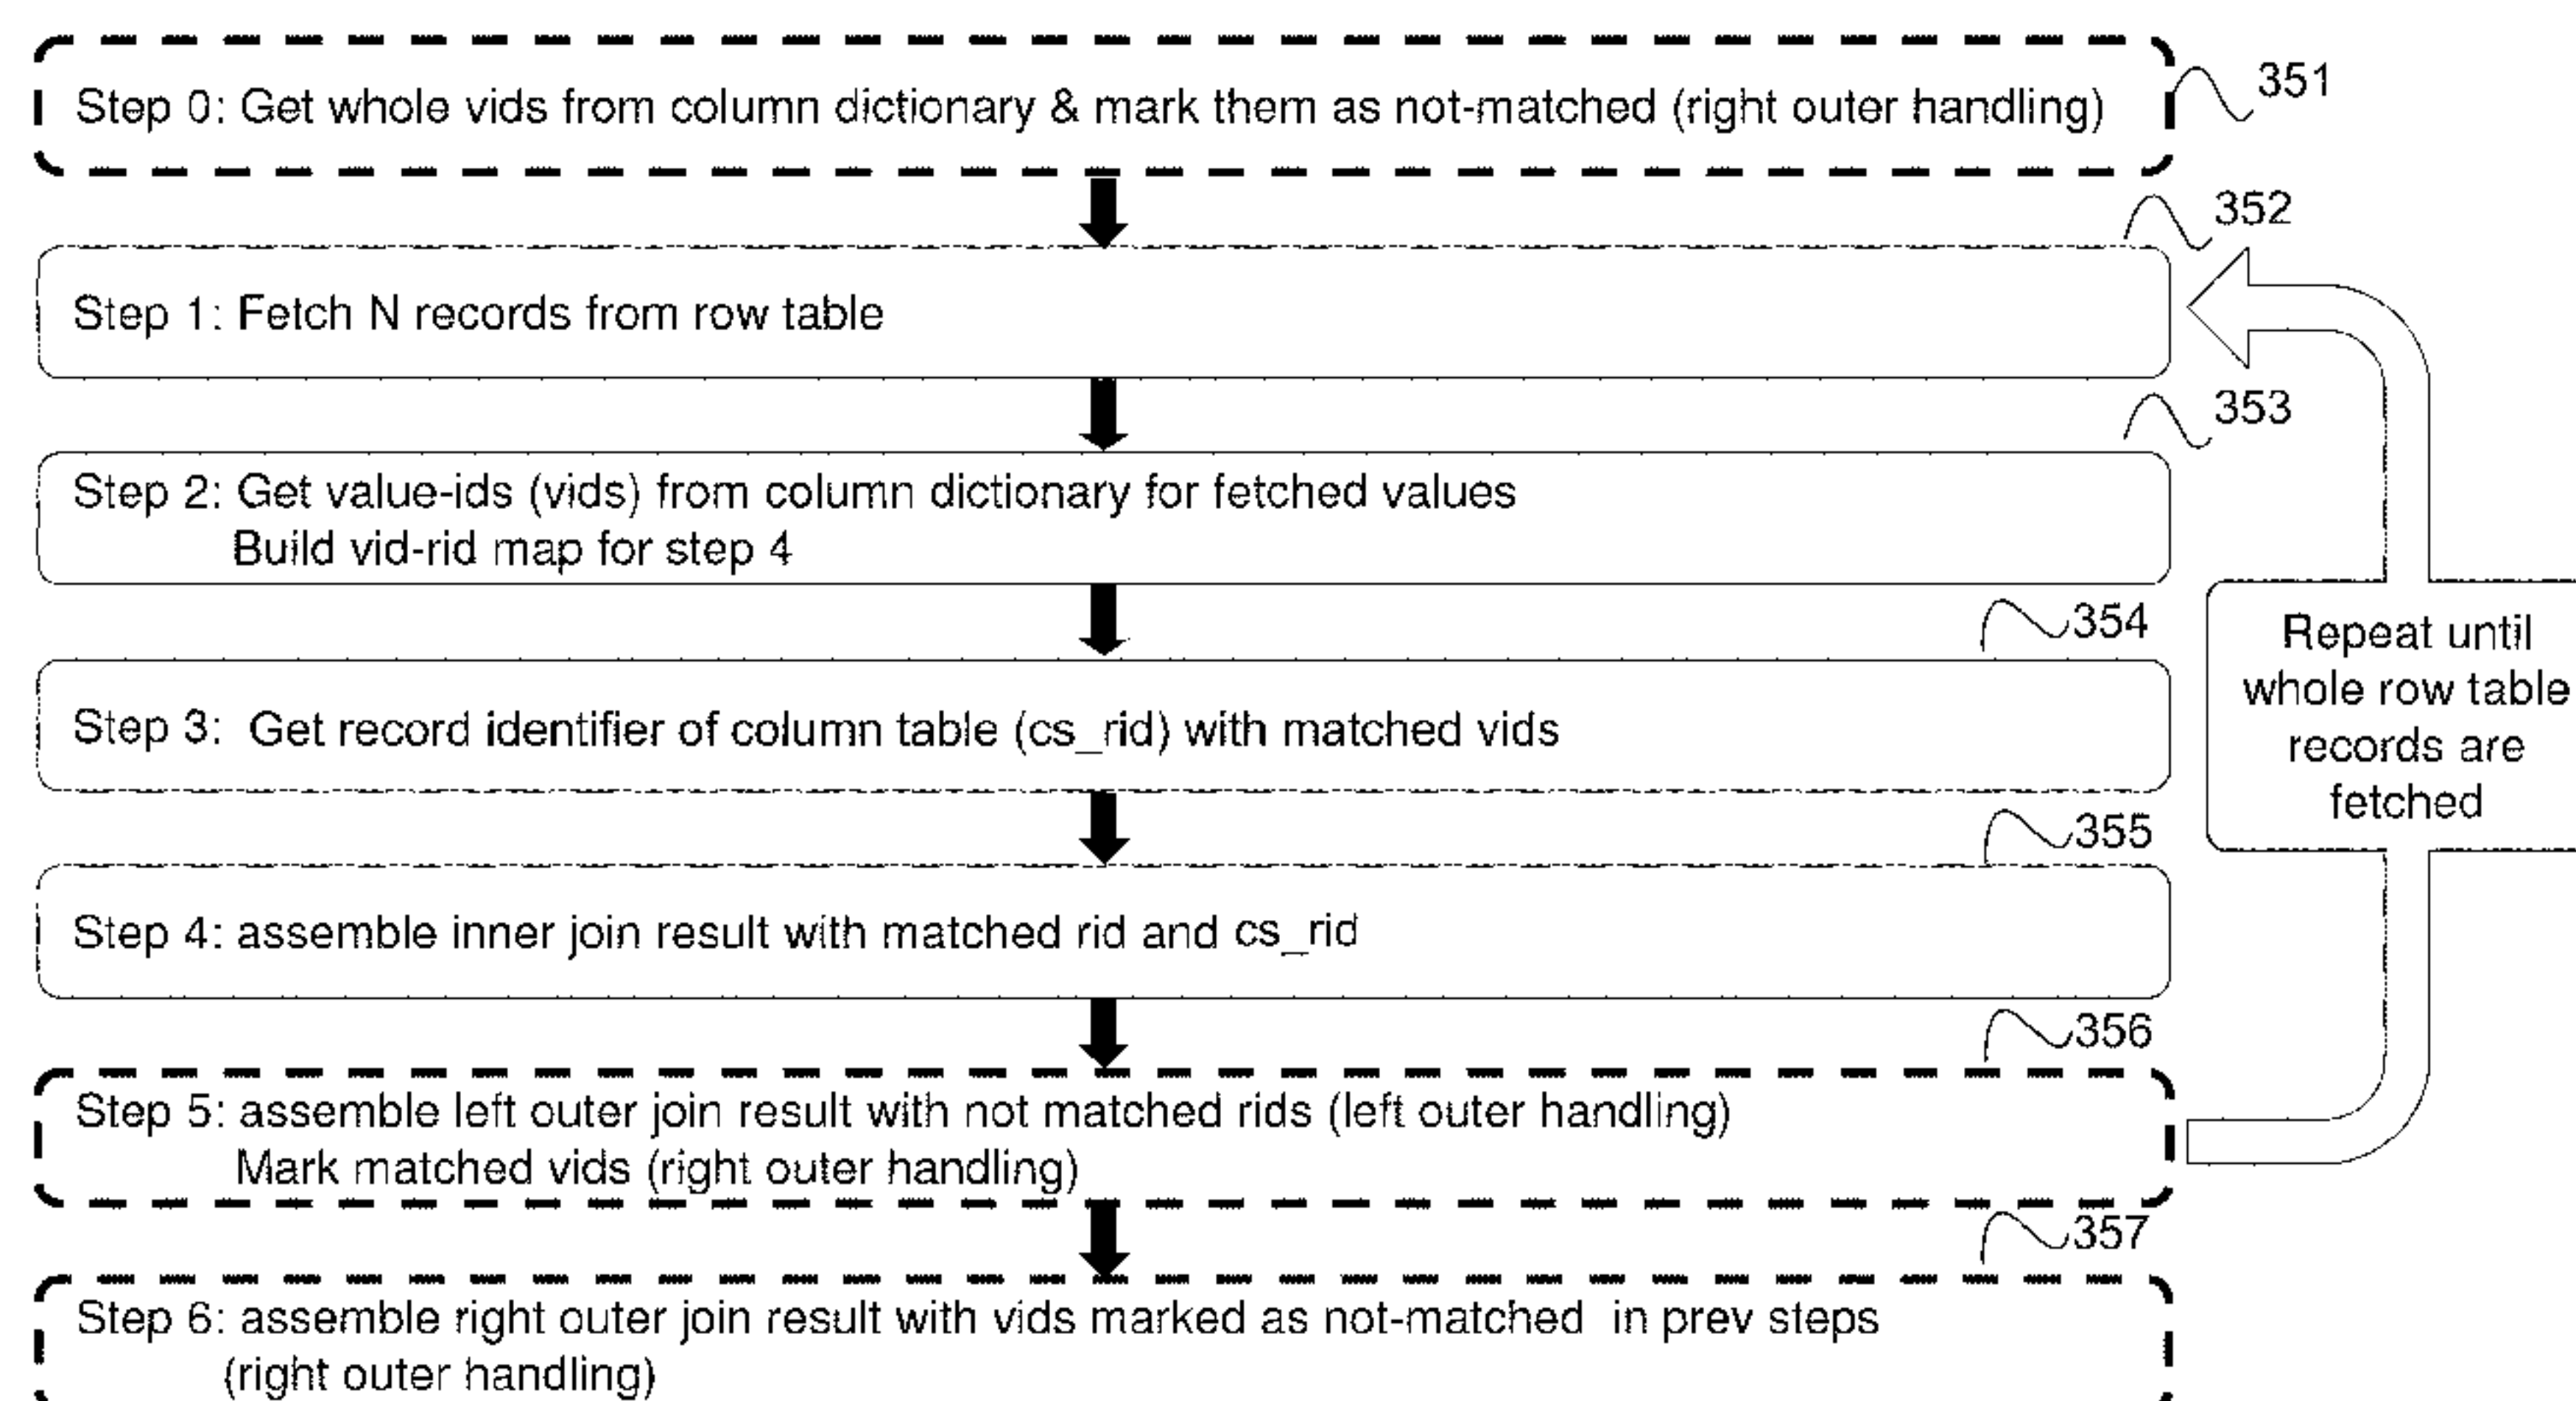 Step 0: Get whole vids from column dictionary & mark them as not-matched (right outer handling)
351
352
Step 1: Fetch N records from row table
353
Step 2: Get value-ids (vids) from column dictionary for fetched values
Build vid-rid map for step 4
354
Step 3: Get record identifier of column table (cs_rid) with matched vids
355
Step 4: assemble inner join result with matched rid and cs_rid
356
Step 5: assemble left outer join result with not matched rids (left outer handling)
Mark matched vids (right outer handling)
357
Step 6: assemble right outer join result with vids marked as not-matched in prev steps
(right outer handling)
Repeat until
whole row table
records are
fetched